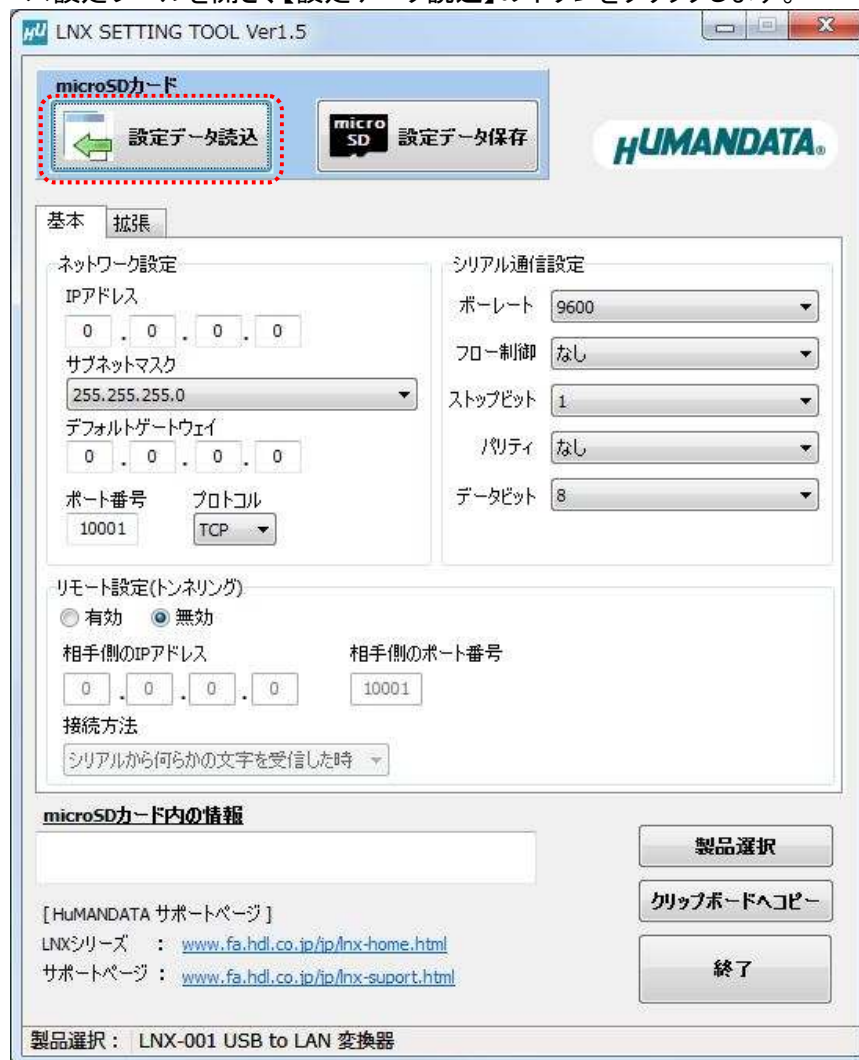 LNX SETTING TOOL Ver1.5
microSDカード
設定データ読込
micro
SD
設定データ保存
HUMANDATA®
基本 拡張
ネットワーク設定
IPアドレス
0 . 0 . 0 . 0
サブネットマスク
255.255.255.0
デフォルトゲートウェイ
0 . 0 . 0 . 0
ポート番号 プロトコル
10001 TCP
シリアル通信設定
ボーレート 9600
フロー制御 なし
ストップビット 1
パリティ なし
データビット 8
リモート設定(トンネリング)
有効 無効
相手側のIPアドレス 相手側のポート番号
0 . 0 . 0 . 0 10001
接続方法
シリアルから何らかの文字を受信した時
microSDカード内の情報
製品選択
クリップボードへコピー
終了
[ HuMANDATA サポートページ ]
LNXシリーズ : www.fa.hdl.co.jp/jp/lnx-home.html
サポートページ : www.fa.hdl.co.jp/jp/lnx-suport.html
製品選択 : LNX-001 USB to LAN 変換器